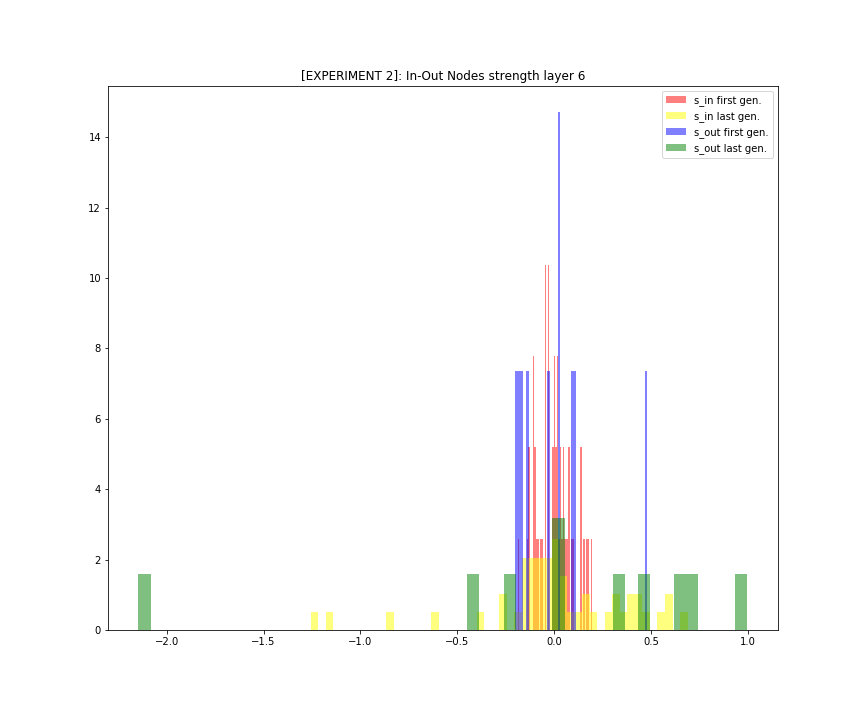 [EXPERIMENT 2]: In-Out Nodes strength layer 6
s_in first gen.
s_in last gen.
s_out first gen.
s_out last gen.
14
12
10
8
6
4
2
0
−2.0 −1.5 −1.0 −0.5 0.0 0.5 1.0